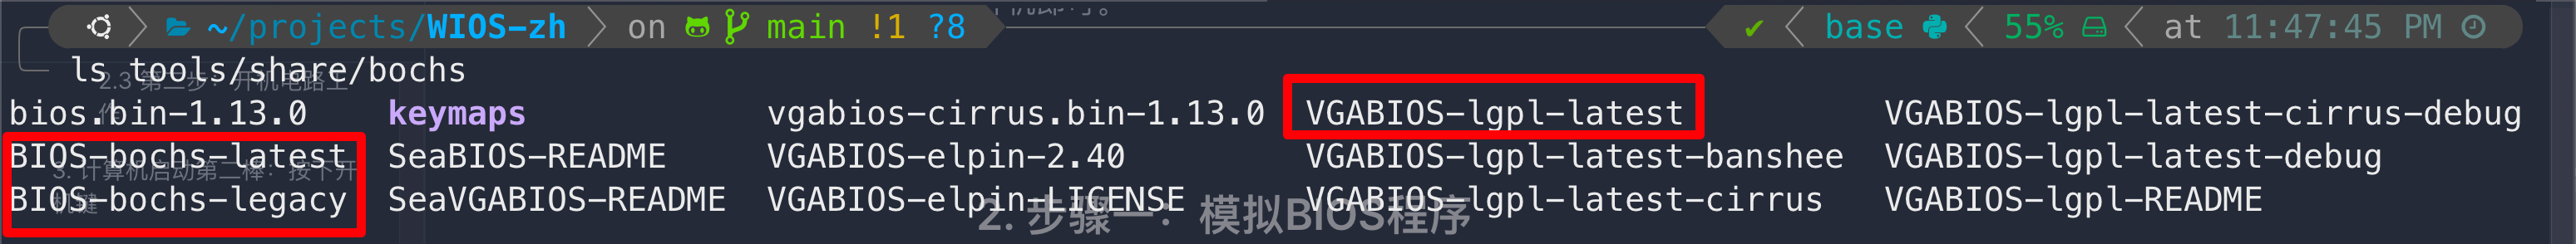 ~/projects/WIOS-zh on main !1 ?8 ✔ base 55% at 11:47:45 PM
ls tools/share/bochs
2.3 第二步：开机电路工作
bios.bin-1.13.0 keymaps vgabios-cirrus.bin-1.13.0 VGABIOS-lgpl-latest VGABIOS-lgpl-latest-cirrus-debug
BIOS-bochs-latest SeaBIOS-README VGABIOS-elpin-2.40 VGABIOS-lgpl-latest-banshee VGABIOS-lgpl-latest-debug
3. 计算机启动第二棒：按下开机键
BIOS-bochs-legacy SeaVGABIOS-README VGABIOS-elpin-LICENSE VGABIOS-lgpl-latest-cirrus VGABIOS-lgpl-README
2. 步骤一：模拟BIOS程序